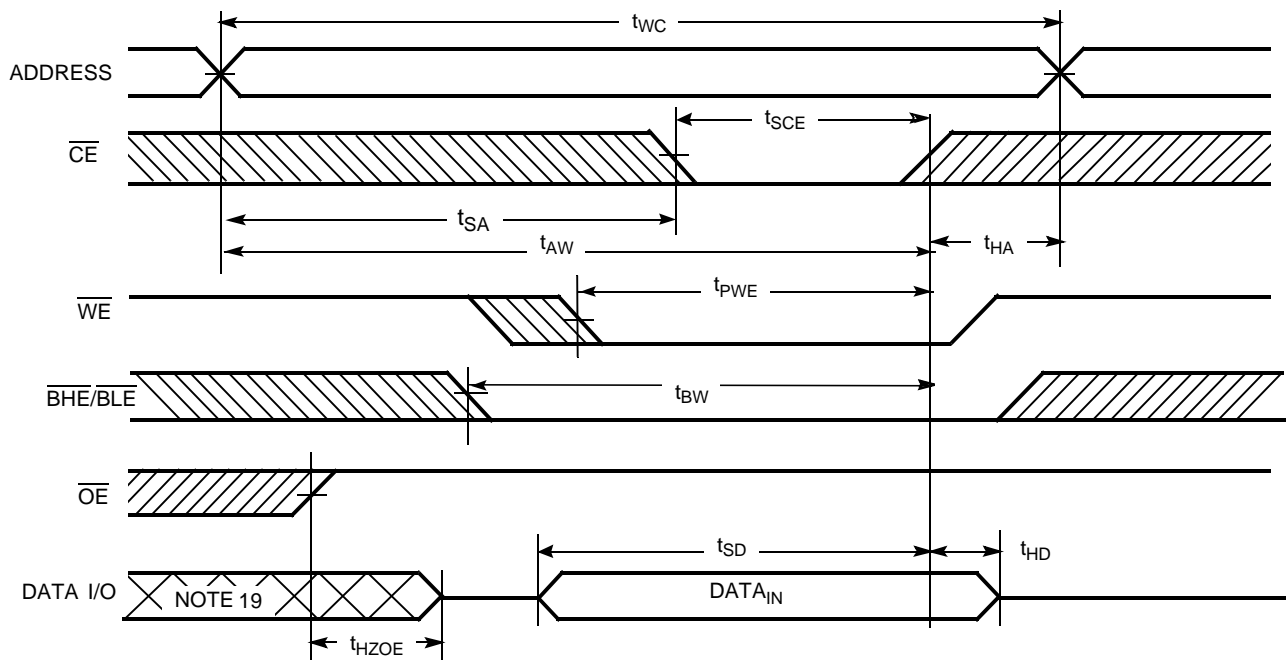 tWC
ADDRESS
tSCE
CE
tSA
tAW
tHA
tPWE
WE
tBW
BHE/BLE
OE
tSD
tHD
DATA I/O
NOTE 19
DATAIN
tHZOE